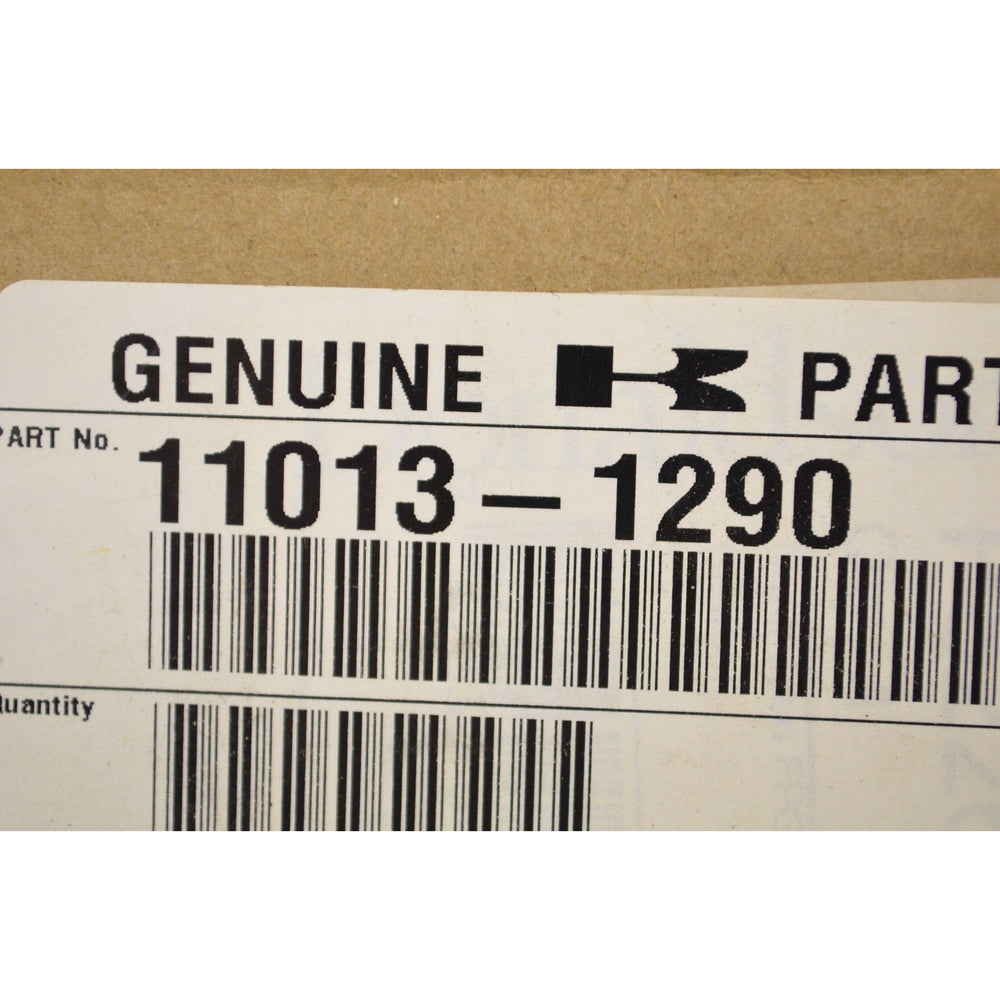 GENUINE K PART
PART No. 11013-1290
Quantity